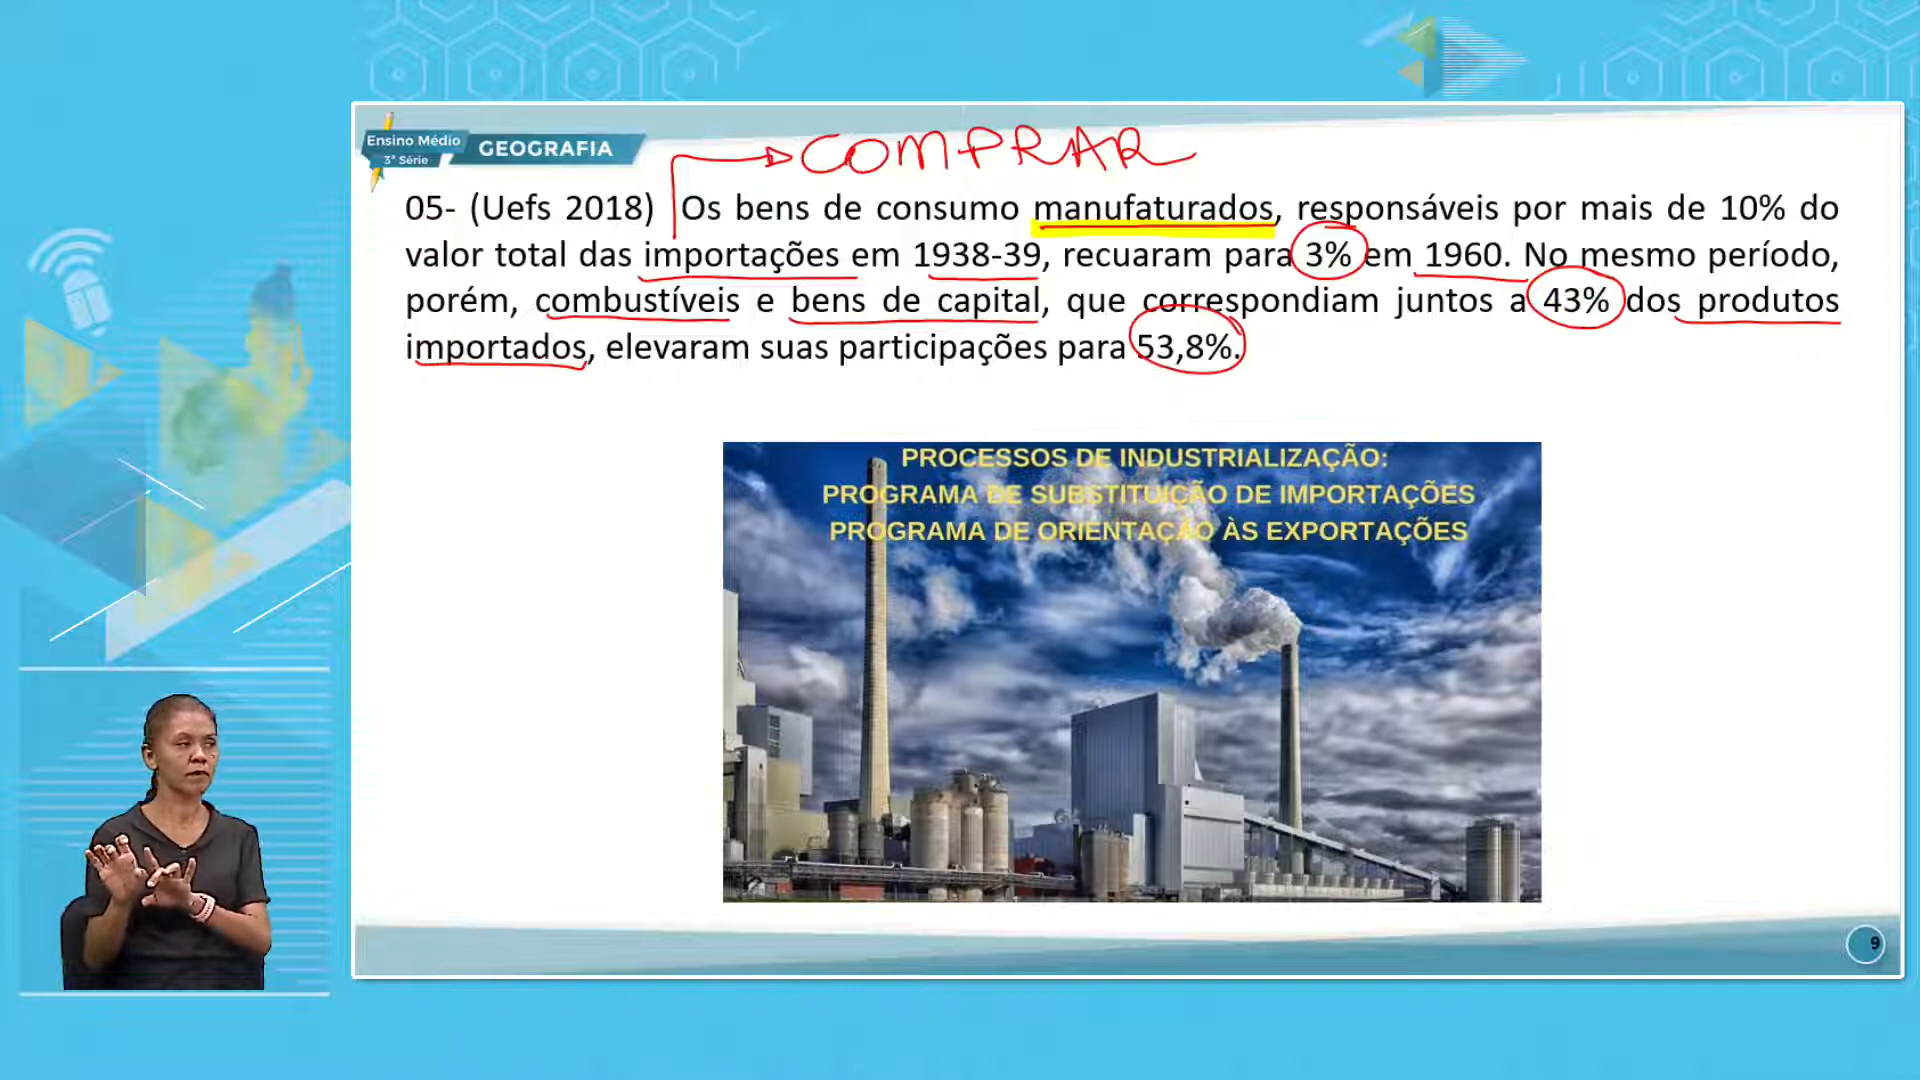 Ensino Médio
3ª Série
GEOGRAFIA
COMPRAR
05- (Uefs 2018) Os bens de consumo manufaturados, responsáveis por mais de 10% do
valor total das importações em 1938-39, recuaram para 3% em 1960. No mesmo período,
porém, combustíveis e bens de capital, que correspondiam juntos a 43% dos produtos
importados, elevaram suas participações para 53,8%.
PROCESSOS DE INDUSTRIALIZAÇÃO:
PROGRAMA DE SUBSTITUIÇÃO DE IMPORTAÇÕES
PROGRAMA DE ORIENTAÇÃO ÀS EXPORTAÇÕES
9